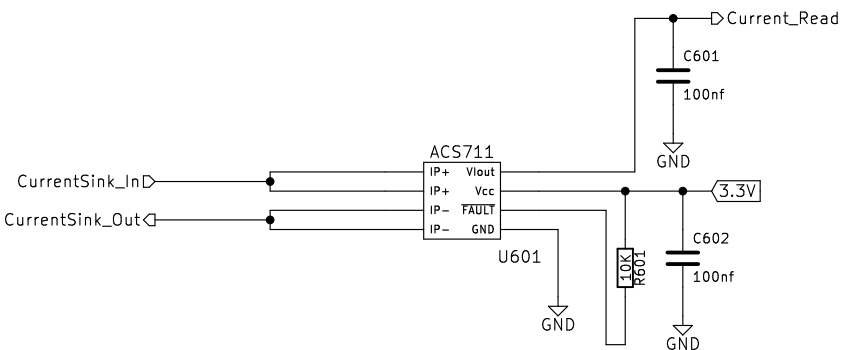 Current_Read
C601
100nf
GND
ACS711
CurrentSink_In
IP+
VIout
IP+
Vcc
3.3V
CurrentSink_Out
IP-
FAULT
IP-
GND
U601
C602
10K
R601
100nf
GND
GND